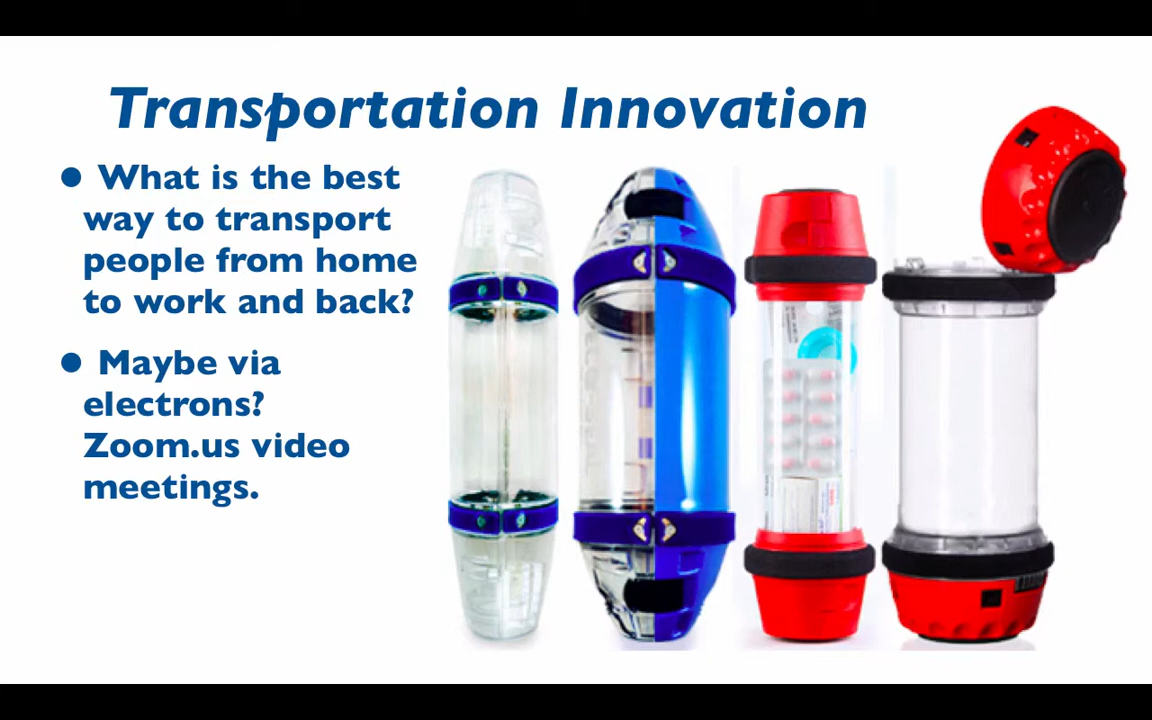 Transportation Innovation
• What is the best
way to transport
people from home
to work and back?
• Maybe via
electrons?
Zoom.us video
meetings.